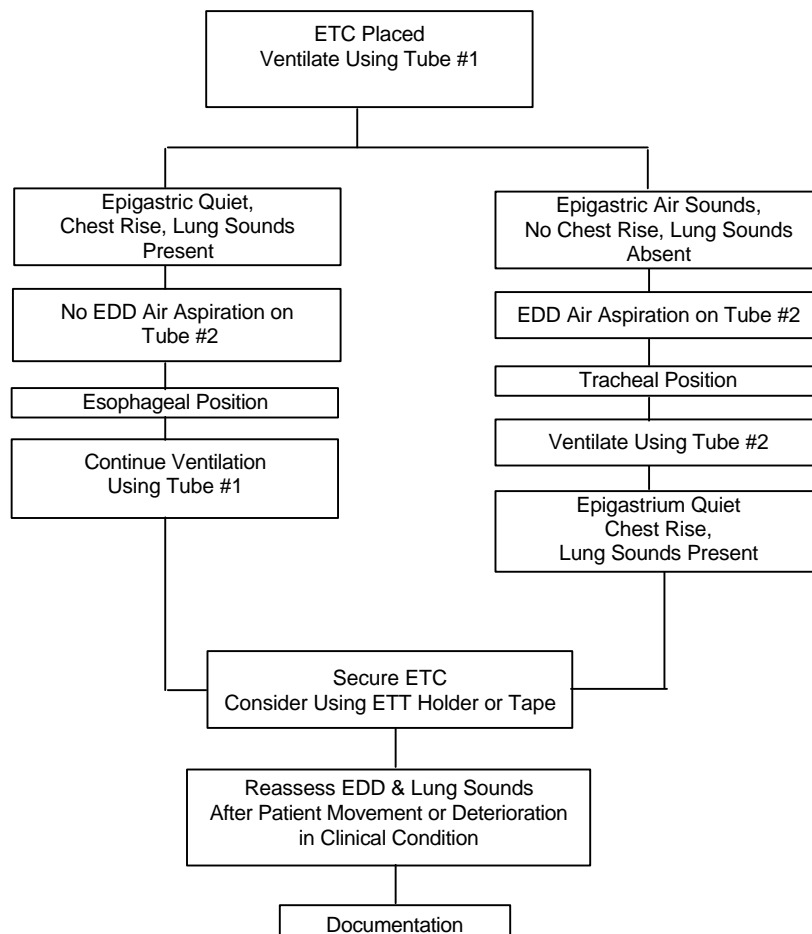 ETC Placed
Ventilate Using Tube #1
Epigastric Quiet,
Chest Rise, Lung Sounds
Present
No EDD Air Aspiration on
Tube #2
Esophageal Position
Continue Ventilation
Using Tube #1
Epigastric Air Sounds,
No Chest Rise, Lung Sounds
Absent
EDD Air Aspiration on Tube #2
Tracheal Position
Ventilate Using Tube #2
Epigastrium Quiet
Chest Rise,
Lung Sounds Present
Secure ETC
Consider Using ETT Holder or Tape
Reassess EDD & Lung Sounds
After Patient Movement or Deterioration
in Clinical Condition
Documentation